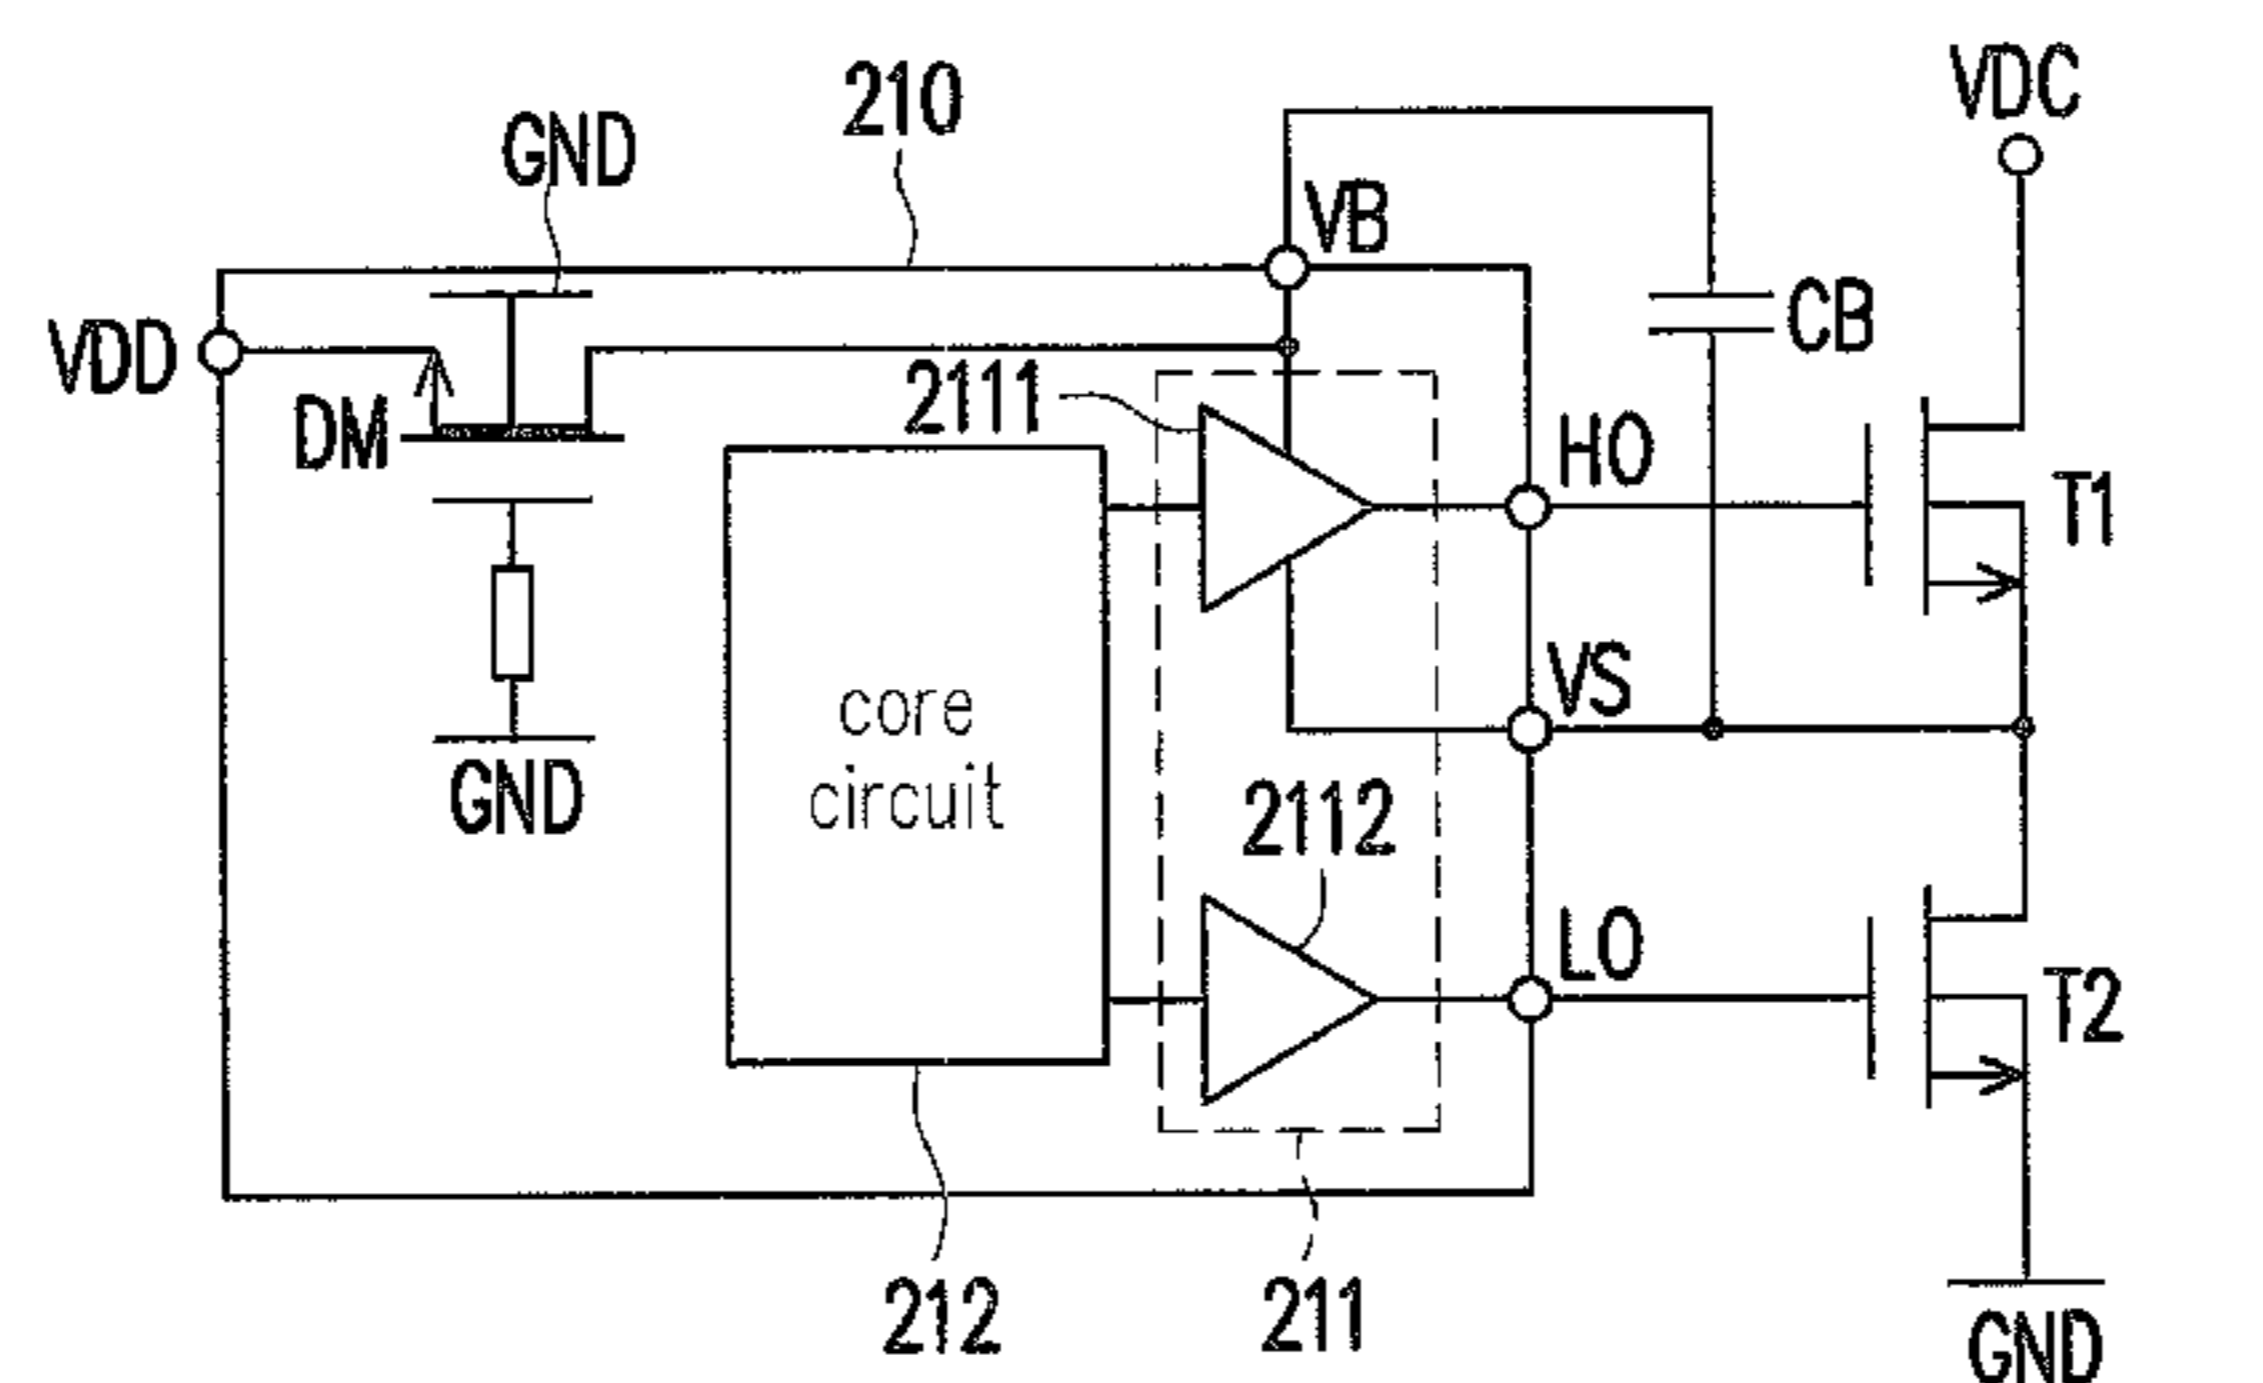 VDC
210
GND
VB
CB
VDD
2111
DM
HO
T1
VS
core
circuit
GND
2112
LO
T2
212
211
GND